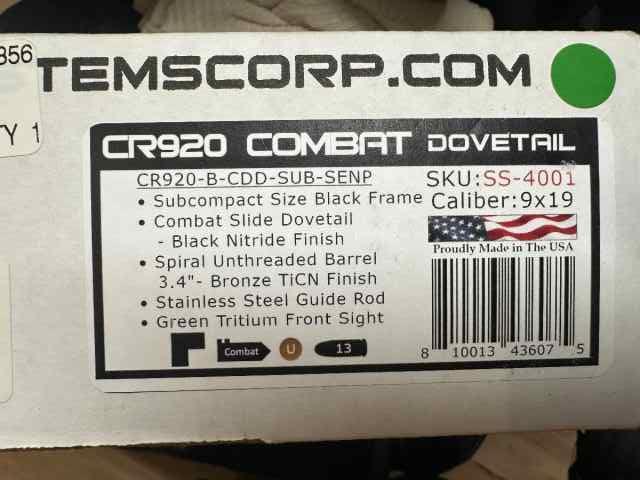 856
TEMSCORP.COM
TY 1
CR920 COMBAT DOVETAIL
CR920-B-CDD-SUB-SENP
• Subcompact Size Black Frame
• Combat Slide Dovetail
- Black Nitride Finish
• Spiral Unthreaded Barrel
3.4"- Bronze TiCN Finish
• Stainless Steel Guide Rod
• Green Tritium Front Sight
Combat U 13
SKU:SS-4001
Caliber:9x19
Proudly Made in The USA
8 10013 43607 5